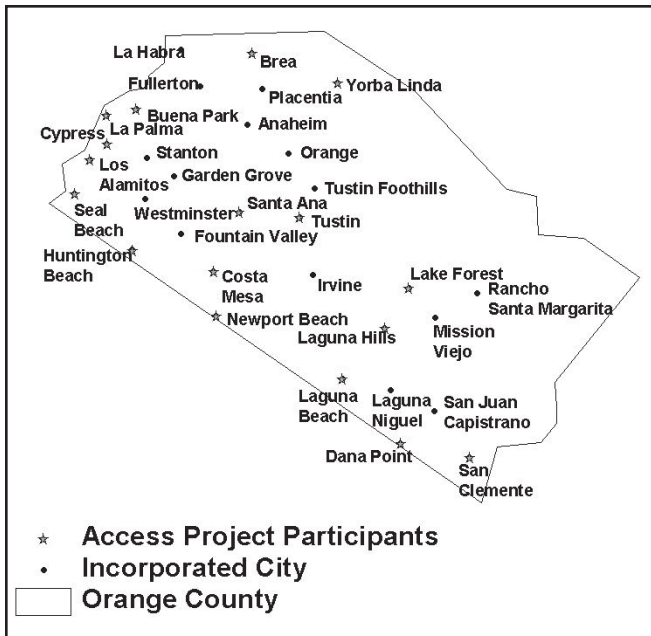 La Habra
Brea
Fullerton
Yorba Linda
Placentia
Buena Park
La Palma
Anaheim
Cypress
Stanton
Orange
Los
Alamitos
Garden Grove
Tustin Foothills
Seal
Beach
Westminster
Santa Ana
Tustin
Fountain Valley
Huntington
Beach
Costa
Mesa
Irvine
Lake Forest
Rancho
Santa Margarita
Newport Beach
Laguna Hills
Mission
Viejo
Laguna
Beach
Laguna
Niguel
San Juan
Capistrano
Dana Point
San
Clemente
Access Project Participants
Incorporated City
Orange County